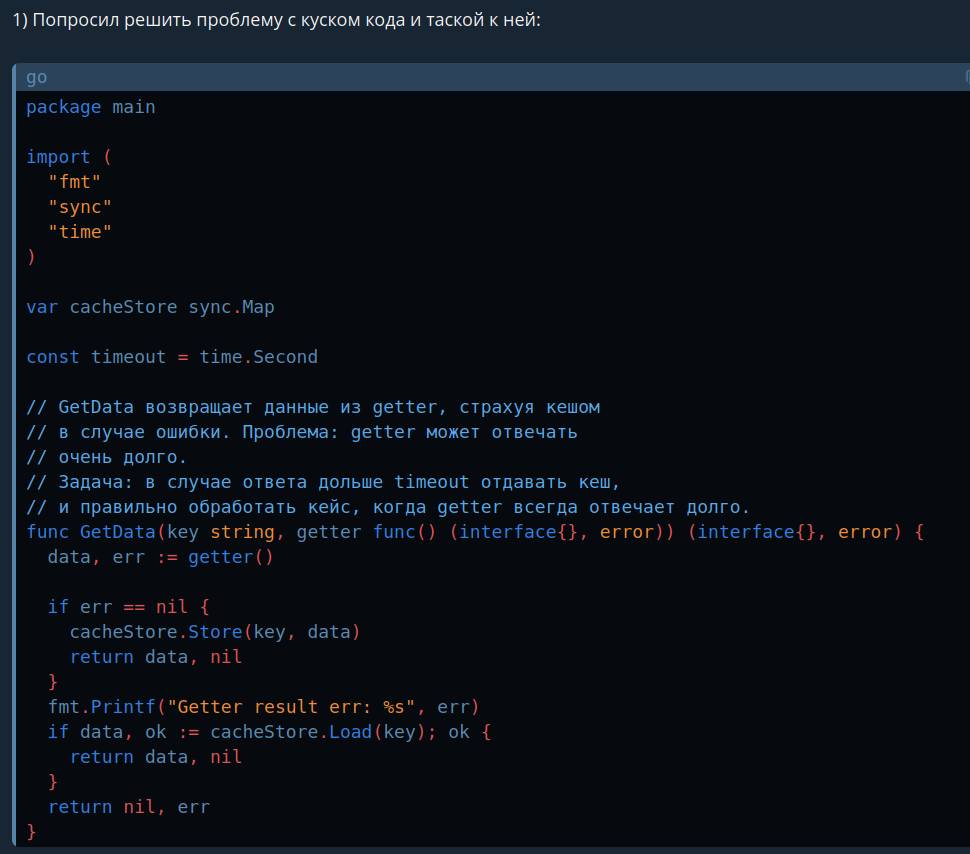 1) Попросил решить проблему с куском кода и таской к ней:
go
package main
import (
  "fmt"
  "sync"
  "time"
)
var cacheStore sync.Map
const timeout = time.Second
// GetData возвращает данные из getter, страхуя кешом
// в случае ошибки. Проблема: getter может отвечать
// очень долго.
// Задача: в случае ответа дольше timeout отдавать кеш,
// и правильно обработать кейс, когда getter всегда отвечает долго.
func GetData(key string, getter func() (interface{}, error)) (interface{}, error) {
  data, err := getter()
  if err == nil {
    cacheStore.Store(key, data)
    return data, nil
  }
  fmt.Printf("Getter result err: %s", err)
  if data, ok := cacheStore.Load(key); ok {
    return data, nil
  }
  return nil, err
}